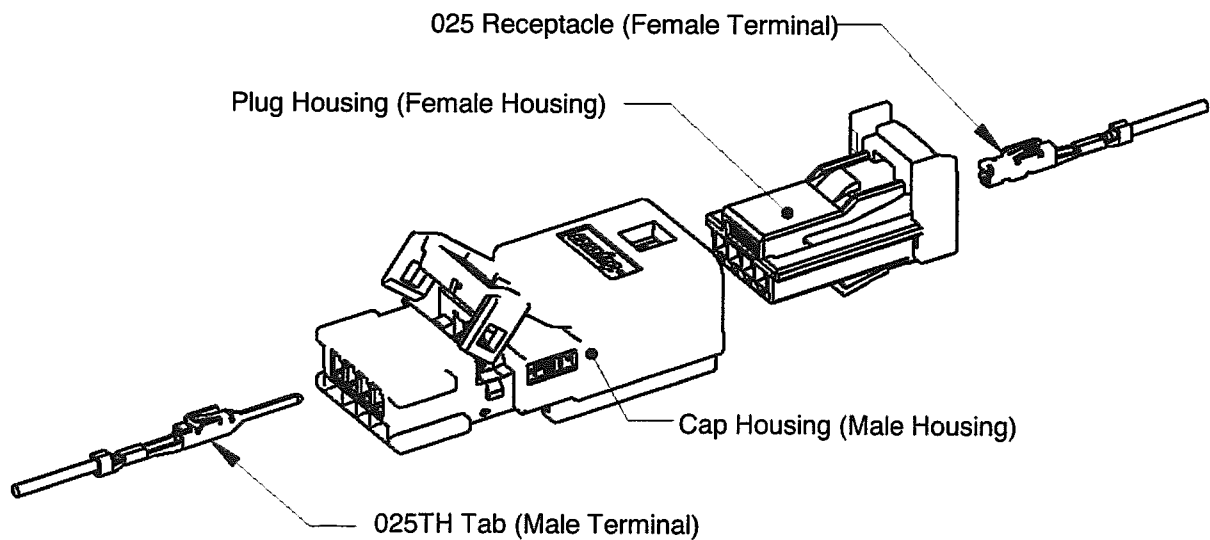 025 Receptacle (Female Terminal)
Plug Housing (Female Housing)
Cap Housing (Male Housing)
025TH Tab (Male Terminal)